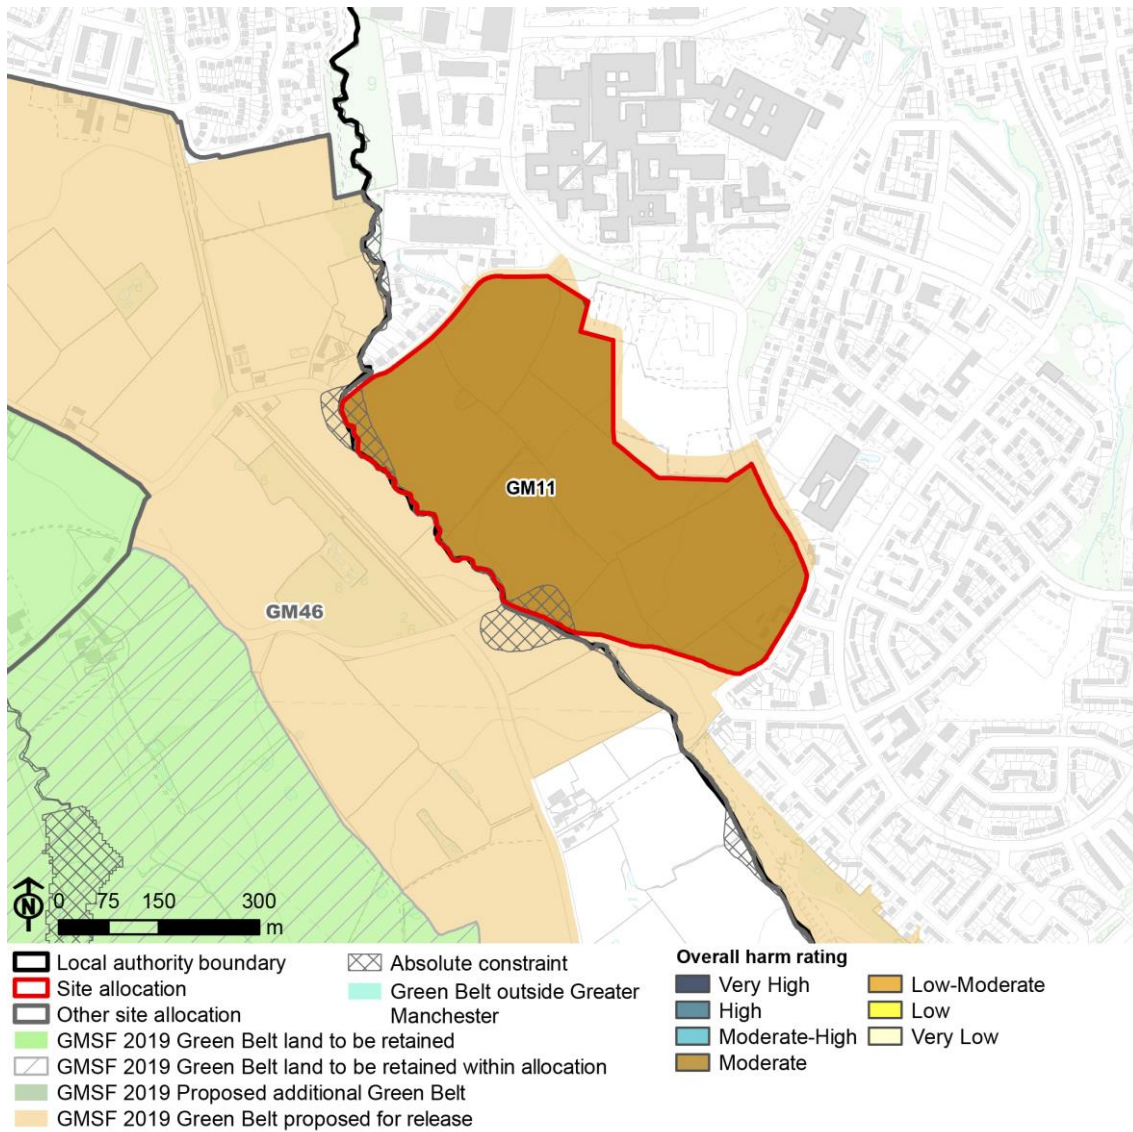 GM11
GM46
N
0 75 150 300
m
Local authority boundary
Site allocation
Other site allocation
GMSF 2019 Green Belt land to be retained
GMSF 2019 Green Belt land to be retained within allocation
GMSF 2019 Proposed additional Green Belt
GMSF 2019 Green Belt proposed for release
Absolute constraint
Green Belt outside Greater
Manchester
Overall harm rating
Very High
High
Moderate-High
Moderate
Low-Moderate
Low
Very Low